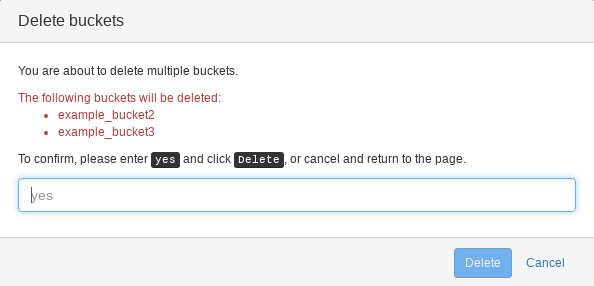 Delete buckets
You are about to delete multiple buckets.
The following buckets will be deleted:
• example_bucket2
• example_bucket3
To confirm, please enter yes and click Delete, or cancel and return to the page.
yes
Delete Cancel